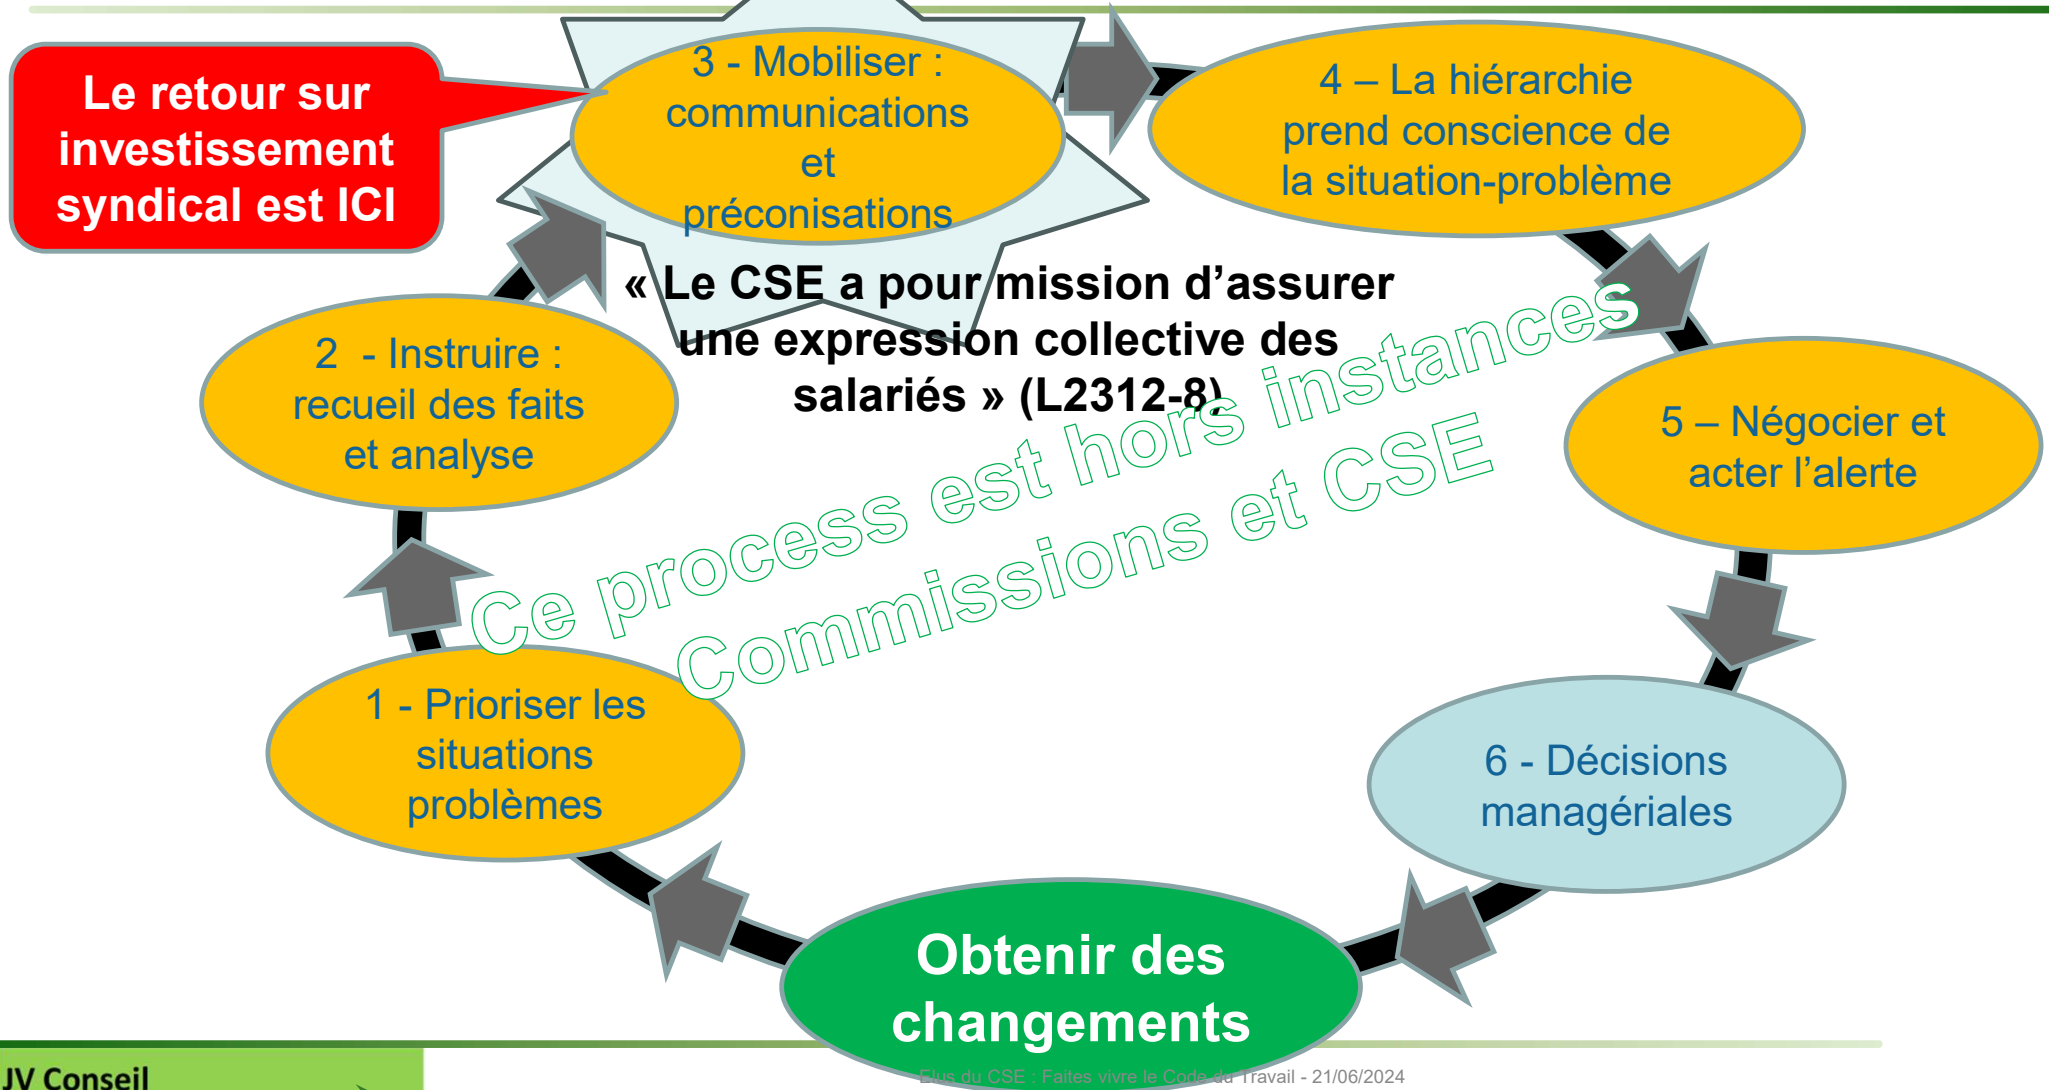 Le retour sur
investissement
syndical est ICI
3 - Mobiliser :
communications
et
préconisations
4 – La hiérarchie
prend conscience de
la situation-problème
« Le CSE a pour mission d’assurer
une expression collective des
salariés » (L2312-8)
2 - Instruire :
recueil des faits
et analyse
5 – Négocier et
acter l’alerte
Ce process est hors instances
Commissions et CSE
1 - Prioriser les
situations
problèmes
6 - Décisions
managériales
Obtenir des
changements
JV Conseil
Elus du CSE : Faites vivre le Code du Travail - 21/06/2024